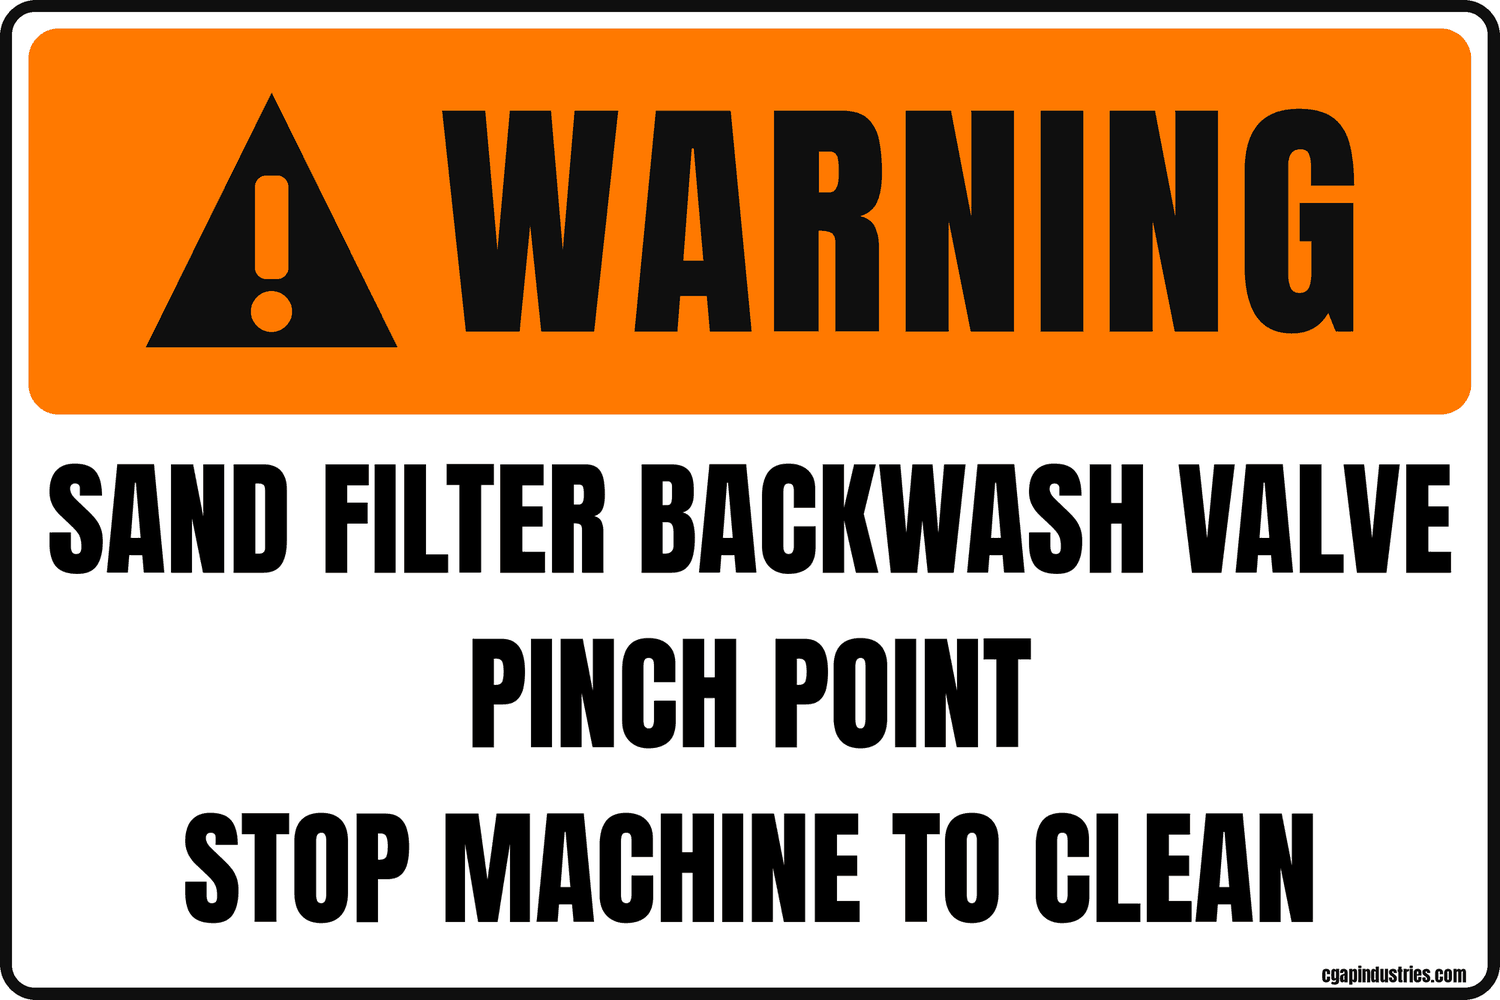 WARNING
SAND FILTER BACKWASH VALVE
PINCH POINT
STOP MACHINE TO CLEAN
cgapindustries.com